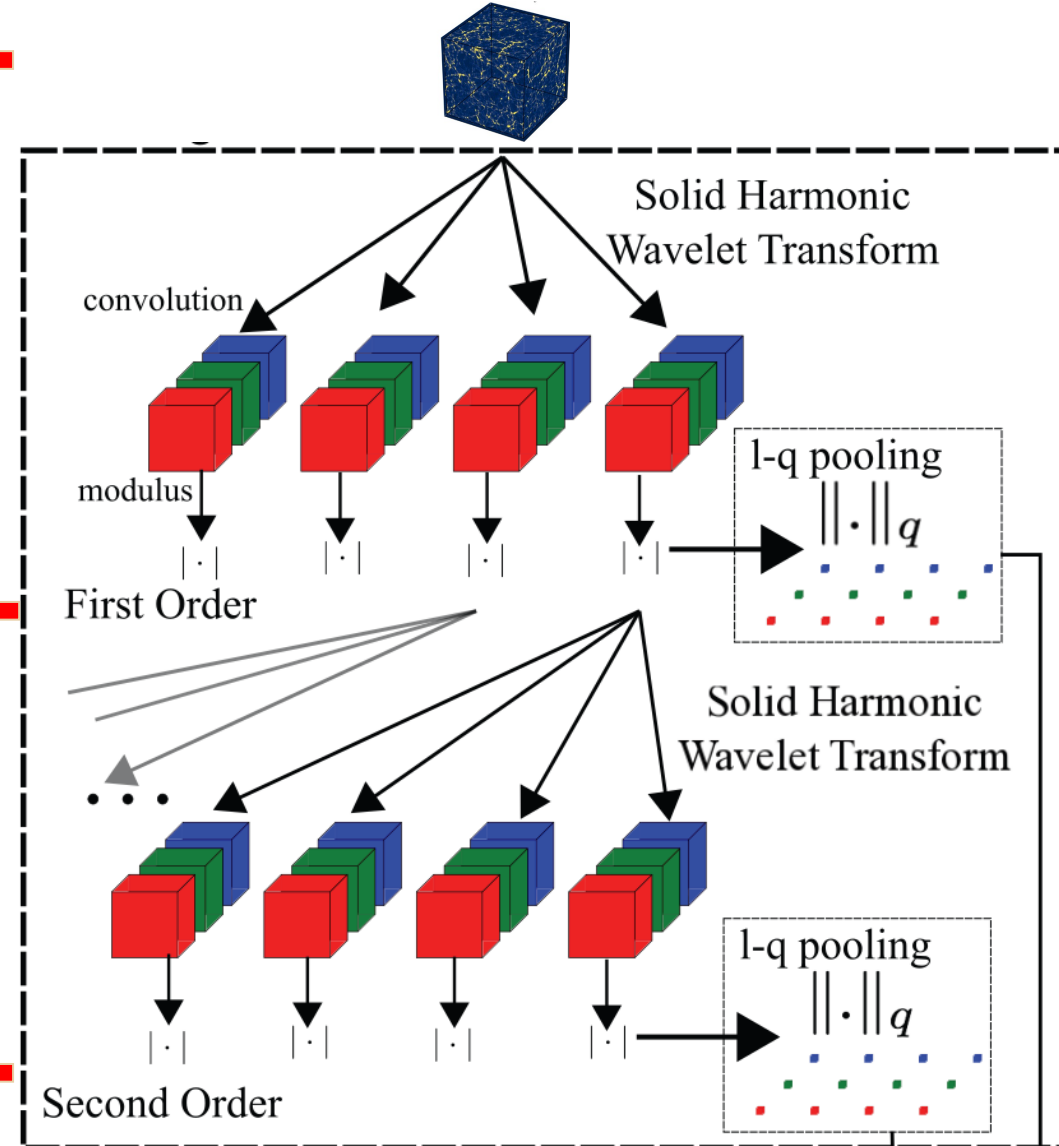 Solid Harmonic
Wavelet Transform
convolution
l-q pooling
||·||q
modulus
|·| |·| |·| |·|
First Order
Solid Harmonic
Wavelet Transform
• • •
l-q pooling
||·||q
|·| |·| |·| |·|
Second Order